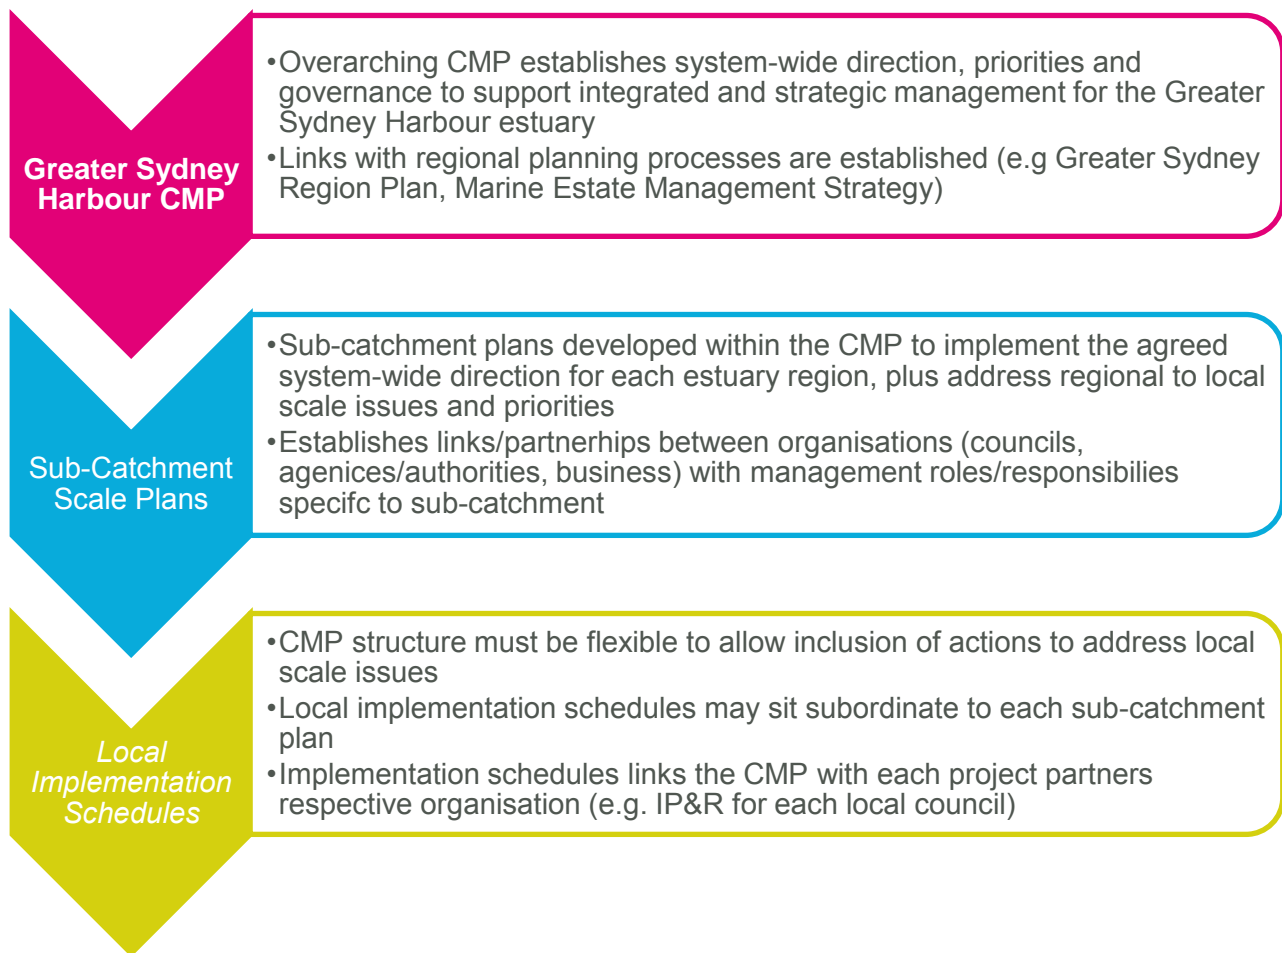 Greater Sydney
Harbour CMP
•Overarching CMP establishes system-wide direction, priorities and
governance to support integrated and strategic management for the Greater
Sydney Harbour estuary
•Links with regional planning processes are established (e.g Greater Sydney
Region Plan, Marine Estate Management Strategy)
Sub-Catchment
Scale Plans
•Sub-catchment plans developed within the CMP to implement the agreed
system-wide direction for each estuary region, plus address regional to local
scale issues and priorities
•Establishes links/partnerhips between organisations (councils,
agenices/authorities, business) with management roles/responsibilies
specifc to sub-catchment
Local
Implementation
Schedules
•CMP structure must be flexible to allow inclusion of actions to address local
scale issues
•Local implementation schedules may sit subordinate to each sub-catchment
plan
•Implementation schedules links the CMP with each project partners
respective organisation (e.g. IP&R for each local council)